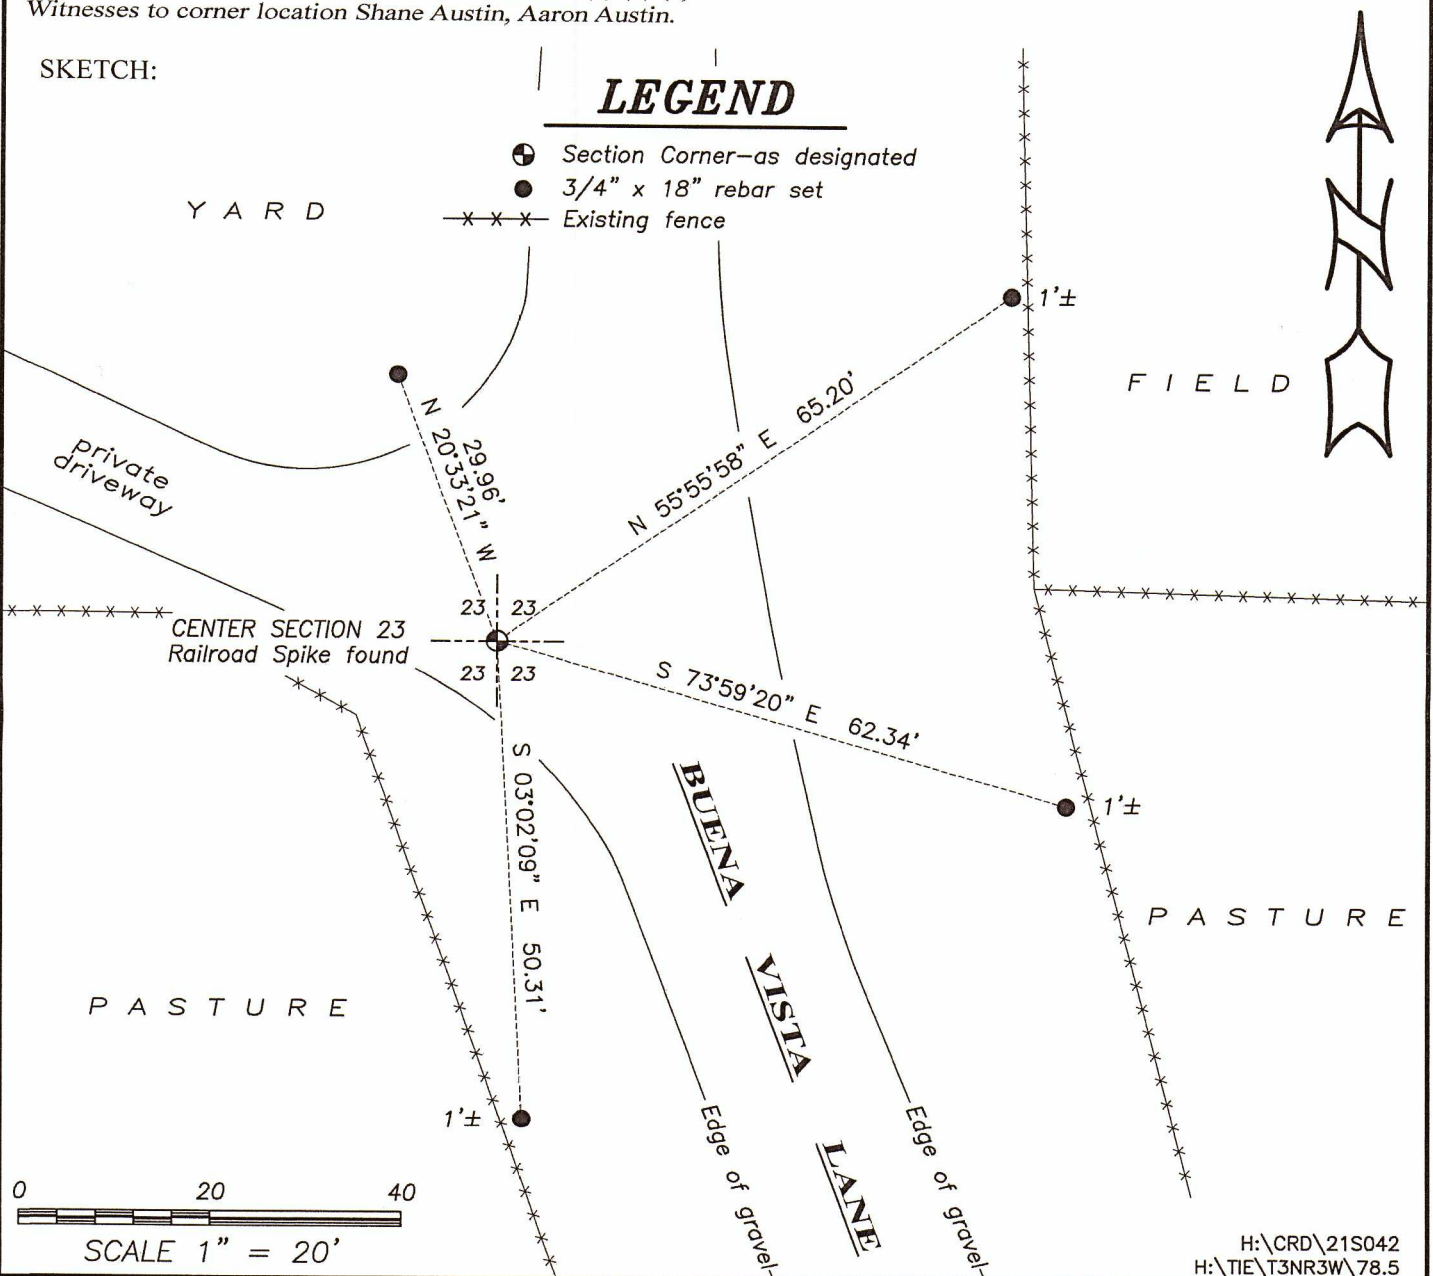 Witnesses to corner location Shane Austin, Aaron Austin.
SKETCH:
LEGEND
Section Corner-as designated
3/4" x 18" rebar set
Existing fence
YARD
N
1'±
FIELD
private
driveway
29.96'
N 20°33'21" W
N 55°55'58" E 65.20'
23 23
CENTER SECTION 23
Railroad Spike found
23 23
S 73°59'20" E 62.34'
1'±
S 03°02'09" E 50.31'
BUENA VISTA LANE
PASTURE
PASTURE
1'±
Edge of gravel
Edge of gravel
0 20 40
SCALE 1" = 20'
H:\CRD\21S042
H:\TIE\T3NR3W\78.5